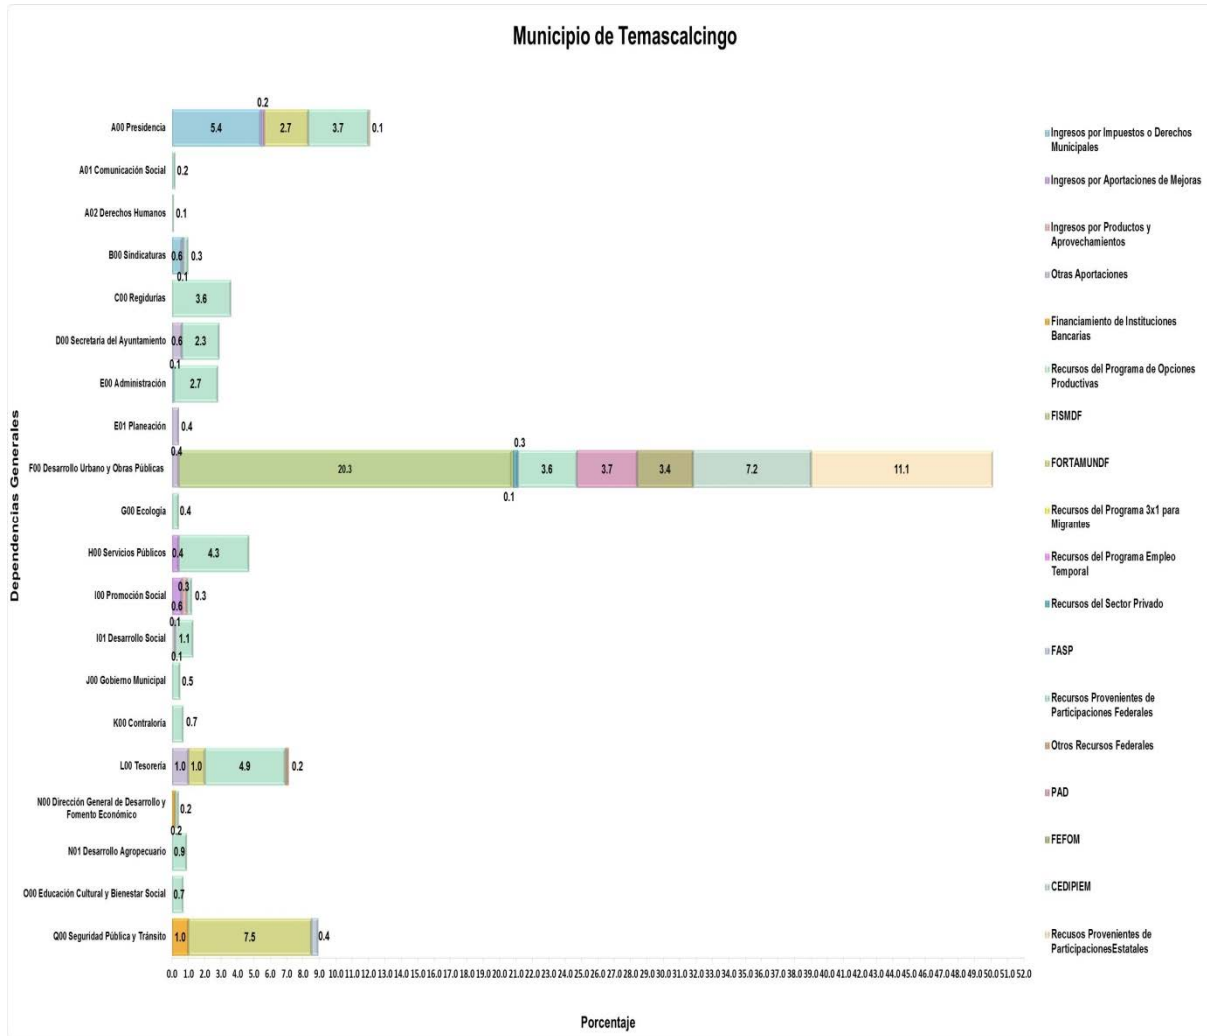 Municipio de Temascalcingo
Dependencias Generales
0.2
A00 Presidencia
5.4
2.7
3.7
0.1
A01 Comunicación Social
0.2
A02 Derechos Humanos
0.1
B00 Sindicaturas
0.6
0.3
0.1
C00 Regidurías
3.6
D00 Secretaría del Ayuntamiento
0.6
2.3
0.1
E00 Administración
2.7
E01 Planeación
0.4
0.3
0.4
F00 Desarrollo Urbano y Obras Públicas
20.3
3.6
3.7
3.4
7.2
11.1
0.1
G00 Ecología
0.4
H00 Servicios Públicos
0.4
4.3
0.3
I00 Promoción Social
0.3
0.6
0.1
I01 Desarrollo Social
1.1
0.1
J00 Gobierno Municipal
0.5
K00 Contraloría
0.7
L00 Tesorería
1.0
1.0
4.9
0.2
N00 Dirección General de Desarrollo y
Fomento Económico
0.2
0.2
N01 Desarrollo Agropecuario
0.9
O00 Educación Cultural y Bienestar Social
0.7
Q00 Seguridad Pública y Tránsito
1.0
7.5
0.4
0.0 1.0 2.0 3.0 4.0 5.0 6.0 7.0 8.0 9.0 10.0 11.0 12.0 13.0 14.0 15.0 16.0 17.0 18.0 19.0 20.0 21.0 22.0 23.0 24.0 25.0 26.0 27.0 28.0 29.0 30.0 31.0 32.0 33.0 34.0 35.0 36.0 37.0 38.0 39.0 40.0 41.0 42.0 43.0 44.0 45.0 46.0 47.0 48.0 49.0 50.0 51.0 52.0
Porcentaje
Ingresos por Impuestos o Derechos
Municipales
Ingresos por Aportaciones de Mejoras
Ingresos por Productos y
Aprovechamientos
Otras Aportaciones
Financiamiento de Instituciones
Bancarias
Recursos del Programa de Opciones
Productivas
FISMDF
FORTAMUNDF
Recursos del Programa 3x1 para
Migrantes
Recursos del Programa Empleo
Temporal
Recursos del Sector Privado
FASP
Recursos Provenientes de
Participaciones Federales
Otros Recursos Federales
PAD
FEFOM
CEDIPIEM
Recusos Provenientes de
ParticipacionesEstatales